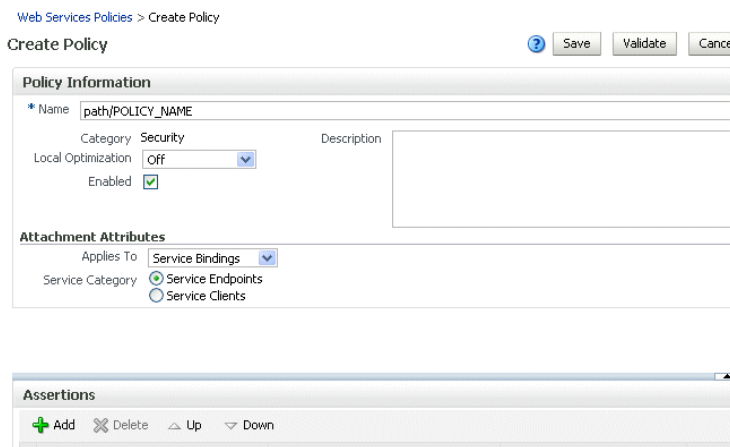 Web Services Policies > Create Policy
Create Policy
Save Validate Cance
Policy Information
* Name path/POLICY_NAME
Category Security Description
Local Optimization Off
Enabled
Attachment Attributes
Applies To Service Bindings
Service Category Service Endpoints
Service Clients
Assertions
Add Delete Up Down